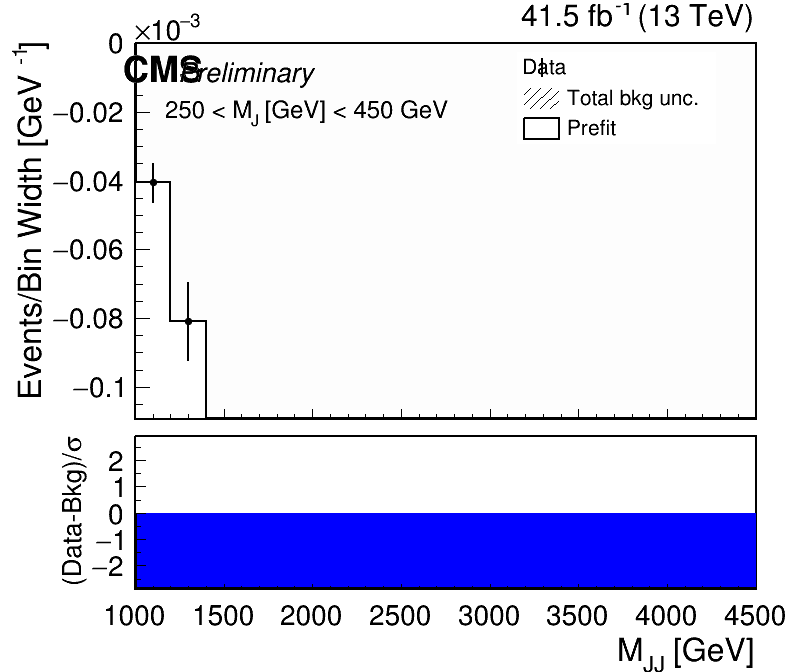 41.5 fb-1 (13 TeV)
×10−3
CMS Preliminary
250 < MJ [GeV] < 450 GeV
Data
Total bkg unc.
Prefit
Events/Bin Width [GeV-1]
0
−0.02
−0.04
−0.06
−0.08
−0.1
(Data-Bkg)/σ
2
1
0
−1
−2
1000 1500 2000 2500 3000 3500 4000 4500
MJJ [GeV]